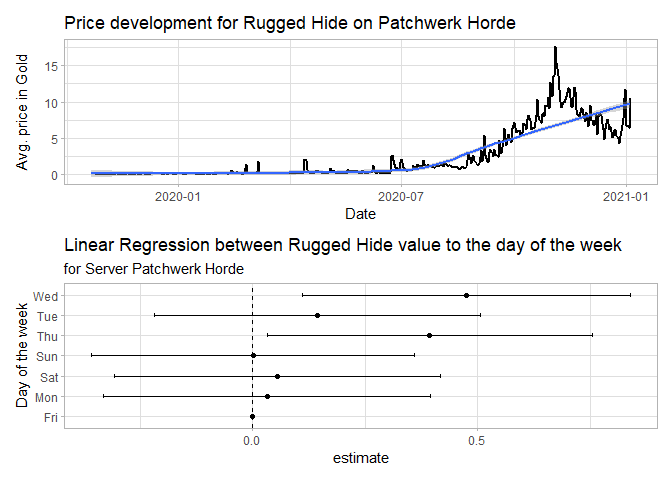 Price development for Rugged Hide on Patchwerk Horde
Avg. price in Gold
15
10
5
0
2020-01
2020-07
2021-01
Date
Linear Regression between Rugged Hide value to the day of the week
for Server Patchwerk Horde
Day of the week
Wed
Tue
Thu
Sun
Sat
Mon
Fri
0.0
0.5
estimate